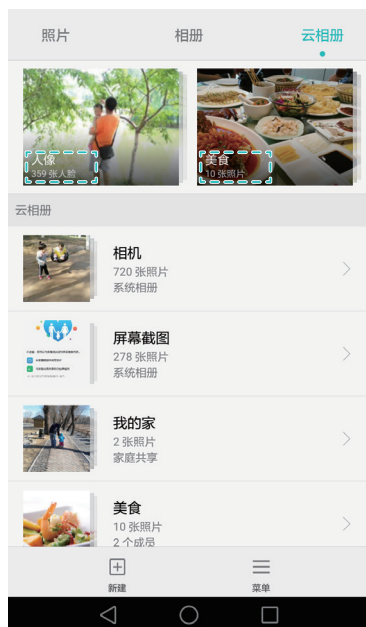 照片
相册
云相册
人像
359 张人脸
美食
10 张照片
云相册
相机
720 张照片
系统相册
屏幕截图
278 张照片
系统相册
我的家
2 张照片
家庭共享
美食
10 张照片
2 个成员
新建
菜单